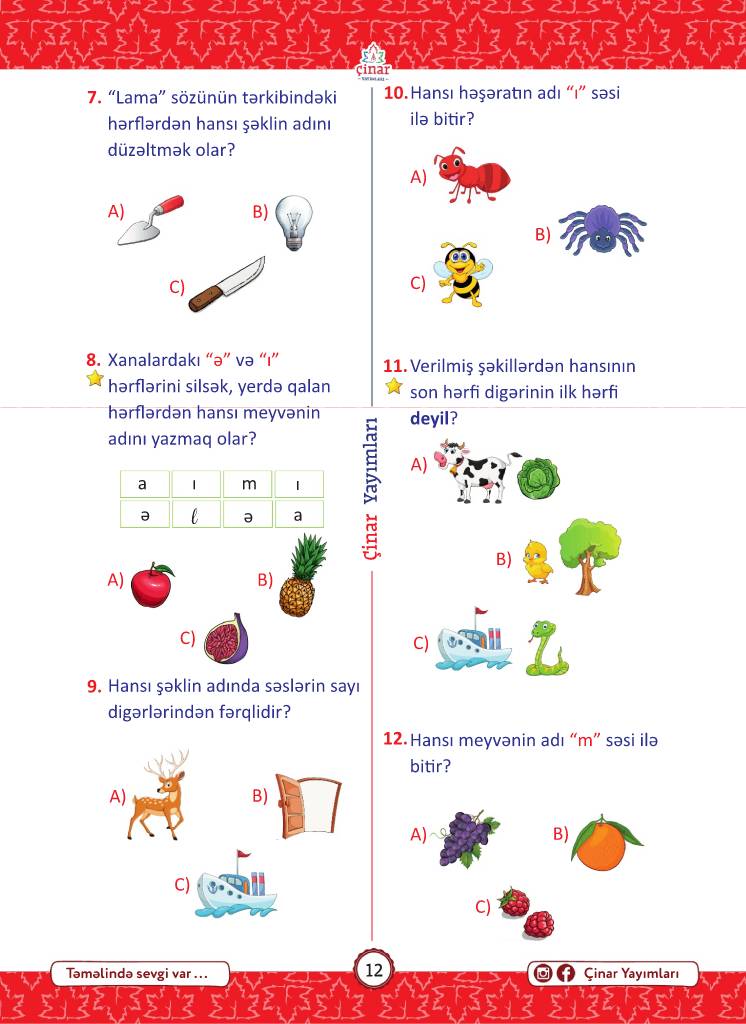 çinar
YAYIMLARI
7. “Lama” sözünün tərkibindəki
hərflərdən hansı şəklin adını
düzəltmək olar?
A)
B)
C)
8. Xanalardakı “ə” və “ı”
hərflərini silsək, yerdə qalan
hərflərdən hansı meyvənin
adını yazmaq olar?
a ı m ı
ə ℓ ə a
A)
B)
C)
9. Hansı şəklin adında səslərin sayı
digərlərindən fərqlidir?
A)
B)
C)
Çinar Yayımları
10. Hansı həşəratın adı “ı” səsi
ilə bitir?
A)
B)
C)
11. Verilmiş şəkillərdən hansının
son hərfi digərinin ilk hərfi
deyil?
A)
B)
C)
12. Hansı meyvənin adı “m” səsi ilə
bitir?
A)
B)
C)
Təməlində sevgi var ...
12
Çinar Yayımları